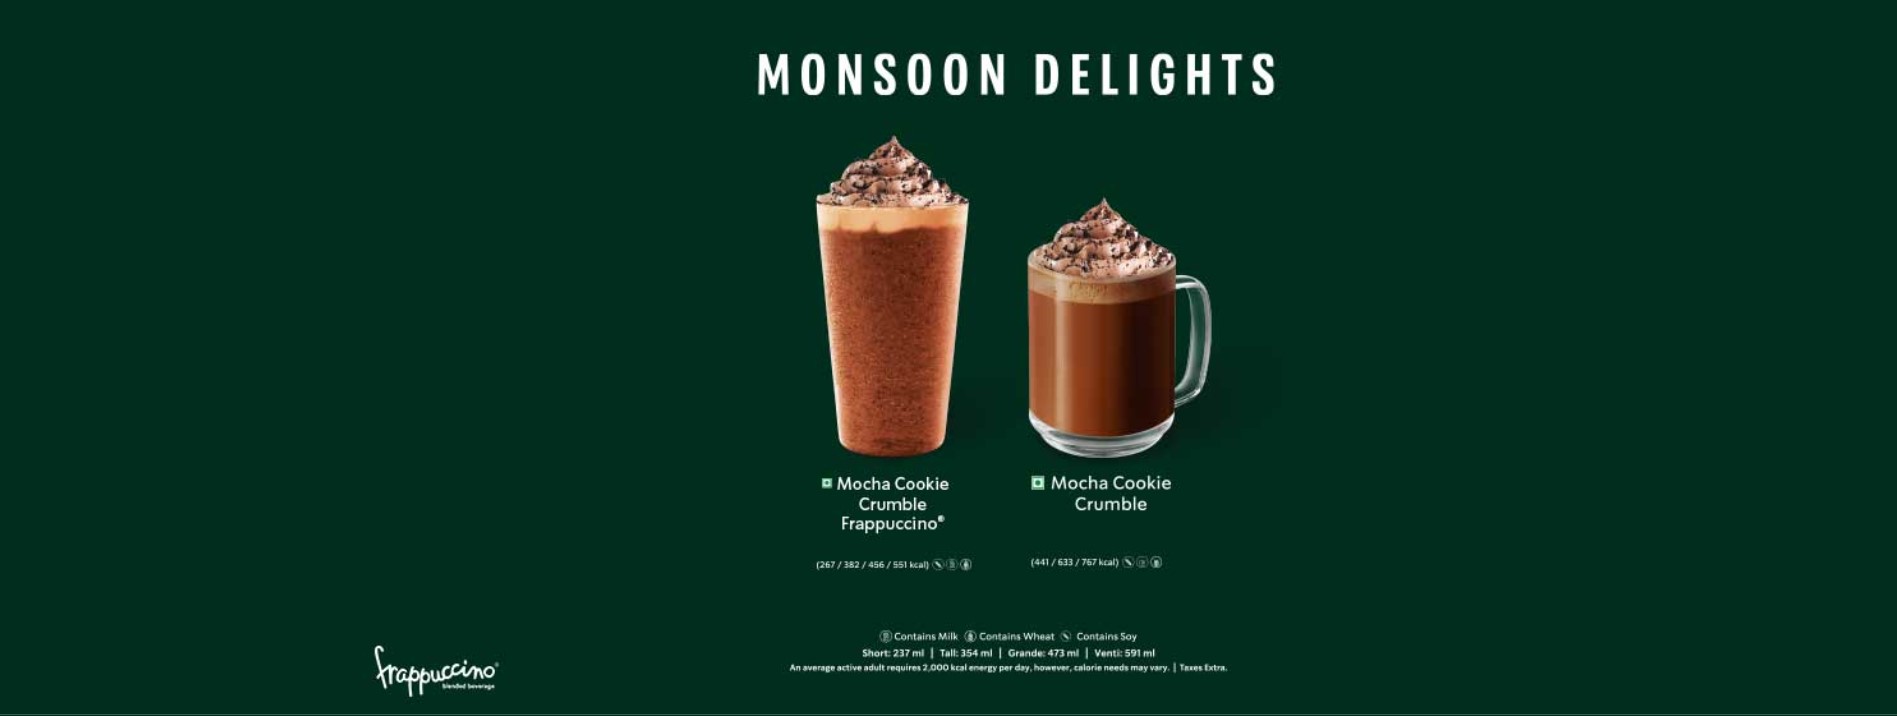 MONSOON DELIGHTS
Mocha Cookie
Crumble
Frappuccino®
(267 / 382 / 456 / 551 kcal)
Mocha Cookie
Crumble
(441 / 633 / 767 kcal)
Contains Milk Contains Wheat Contains Soy
Short: 237 ml | Tall: 354 ml | Grande: 473 ml | Venti: 591 ml
An average active adult requires 2,000 kcal energy per day, however, calorie needs may vary. | Taxes Extra.
frappuccino®
blended beverage